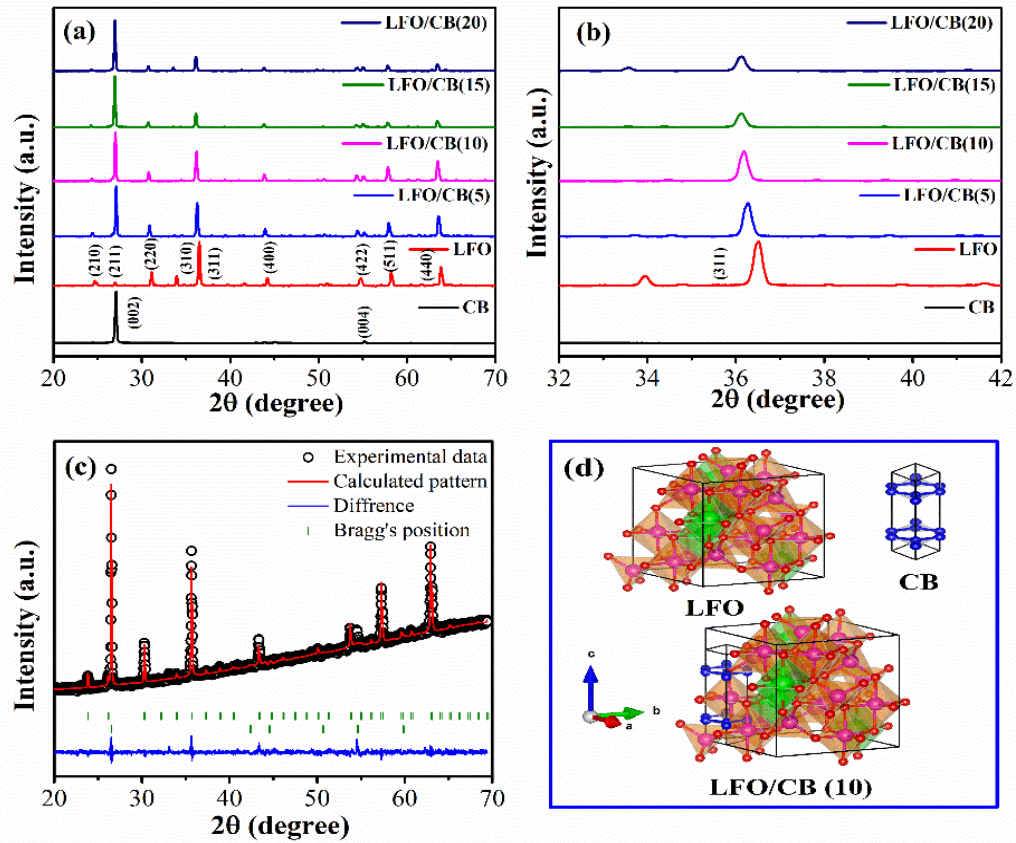 (a)
LFO/CB(20)
LFO/CB(15)
LFO/CB(10)
LFO/CB(5)
LFO
CB
(210)
(211)
(220)
(310)
(311)
(400)
(422)
(511)
(440)
(002)
(004)
Intensity (a.u.)
20 30 40 50 60 70
2θ (degree)
(b)
LFO/CB(20)
LFO/CB(15)
LFO/CB(10)
LFO/CB(5)
LFO
CB
(311)
Intensity (a.u.)
32 34 36 38 40 42
2θ (degree)
(c)
Experimental data
Calculated pattern
Diffrence
Bragg's position
Intensity (a.u.)
20 30 40 50 60 70
2θ (degree)
(d)
LFO
CB
c
b
a
LFO/CB (10)